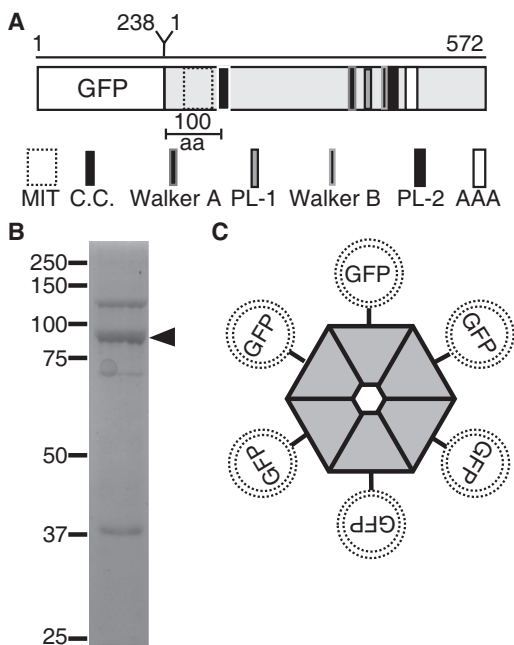 A
238 1
1 572
GFP
100
aa
MIT C.C. Walker A PL-1 Walker B PL-2 AAA
B
250
150
100
75
50
37
25
C
GFP
GFP
GFP
GFP
GFP
GFP